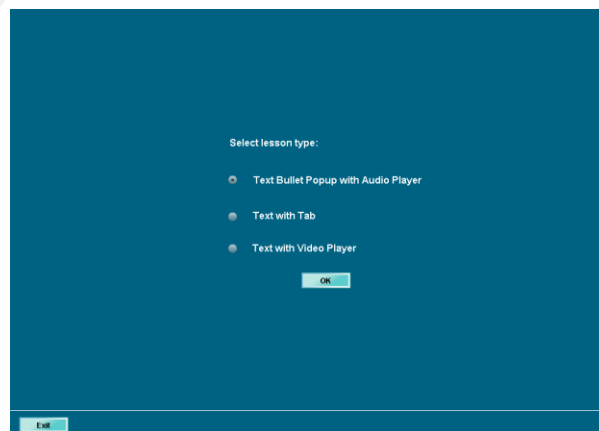 Select lesson type:
Text Bullet Popup with Audio Player
Text with Tab
Text with Video Player
OK
Exit